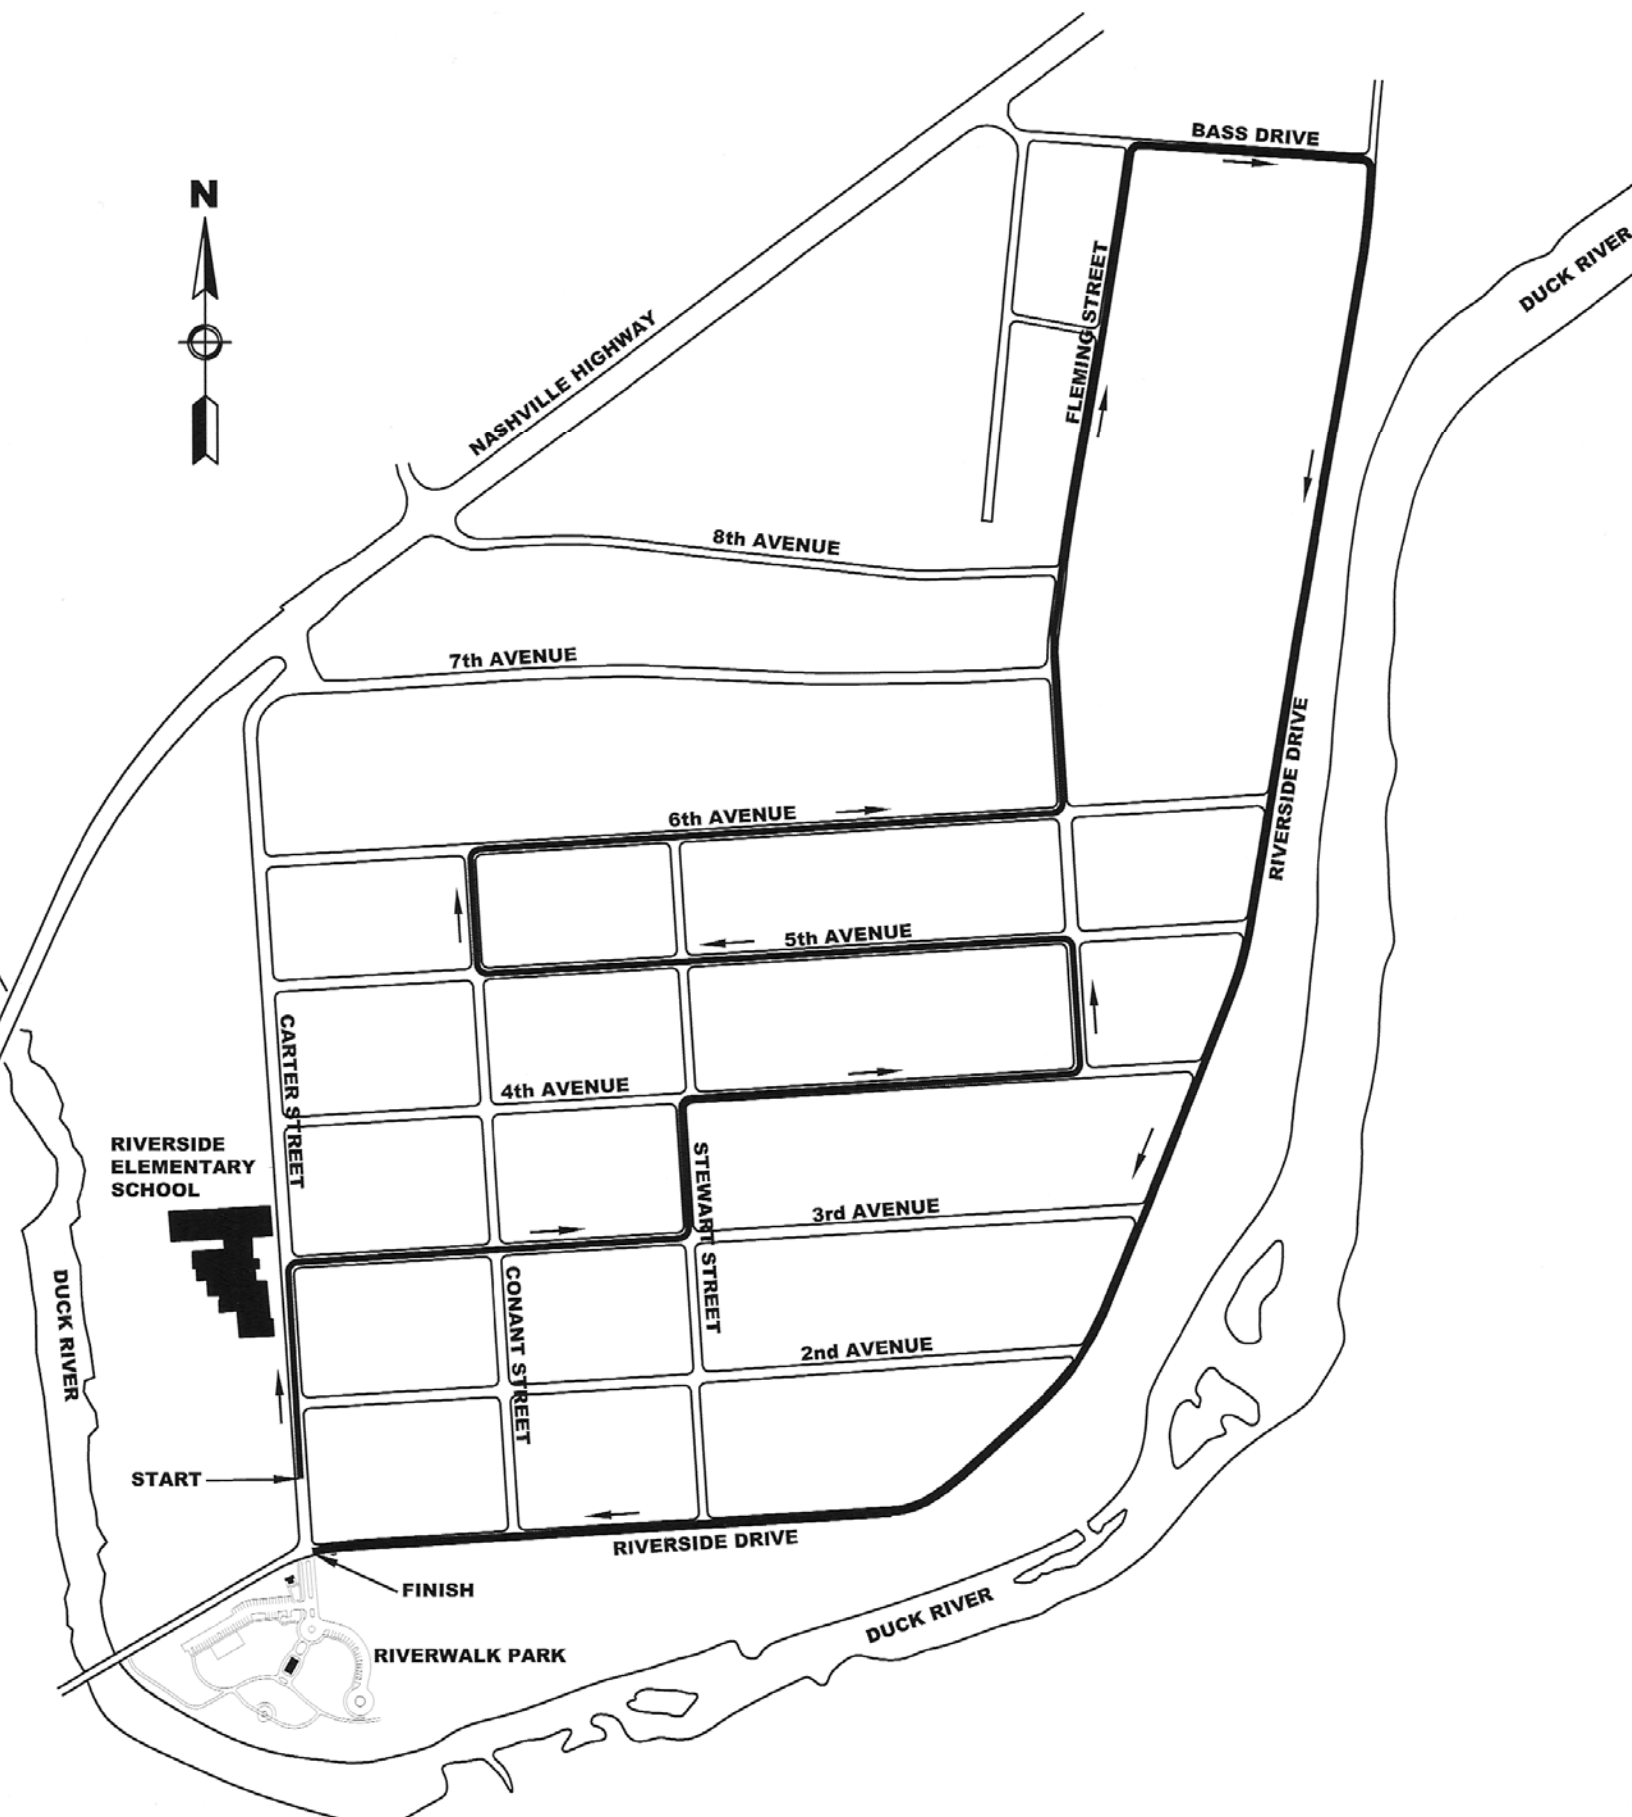 BASS DRIVE
N
DUCK RIVER
FLEMING STREET
NASHVILLE HIGHWAY
8th AVENUE
7th AVENUE
RIVERSIDE DRIVE
6th AVENUE
5th AVENUE
CARTER STREET
4th AVENUE
RIVERSIDE
ELEMENTARY
SCHOOL
STEWART STREET
3rd AVENUE
DUCK RIVER
CONANT STREET
2nd AVENUE
START
RIVERSIDE DRIVE
FINISH
DUCK RIVER
RIVERWALK PARK